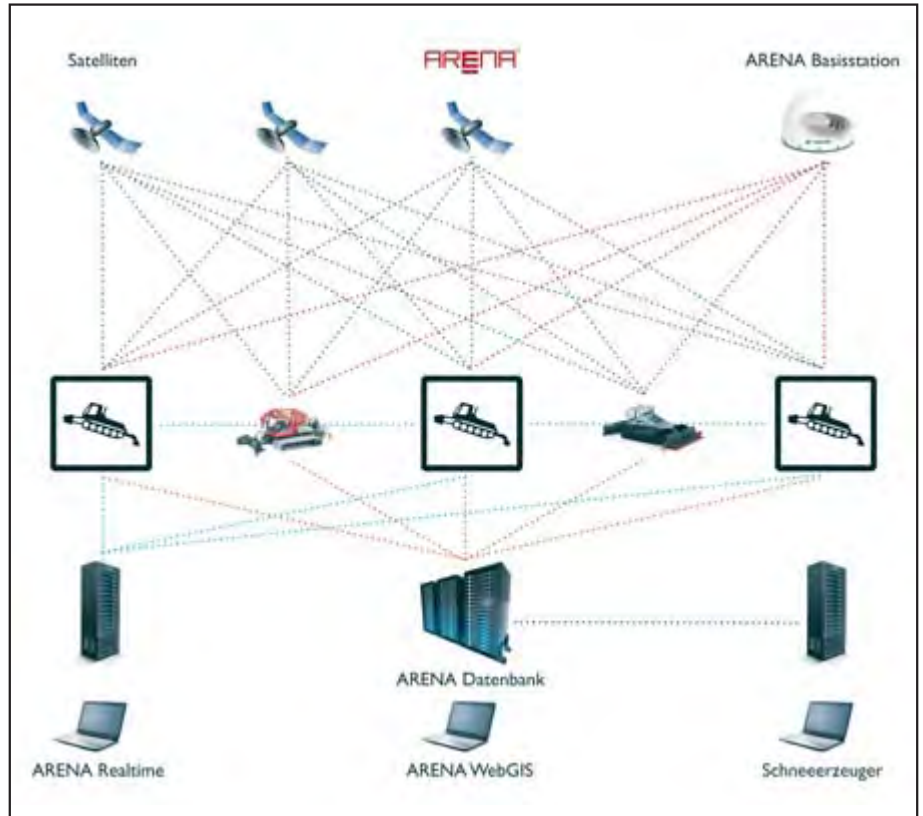 Satelliten
ARENA
ARENA Basisstation
ARENA Datenbank
ARENA Realtime
ARENA WebGIS
Schneeerzeuger